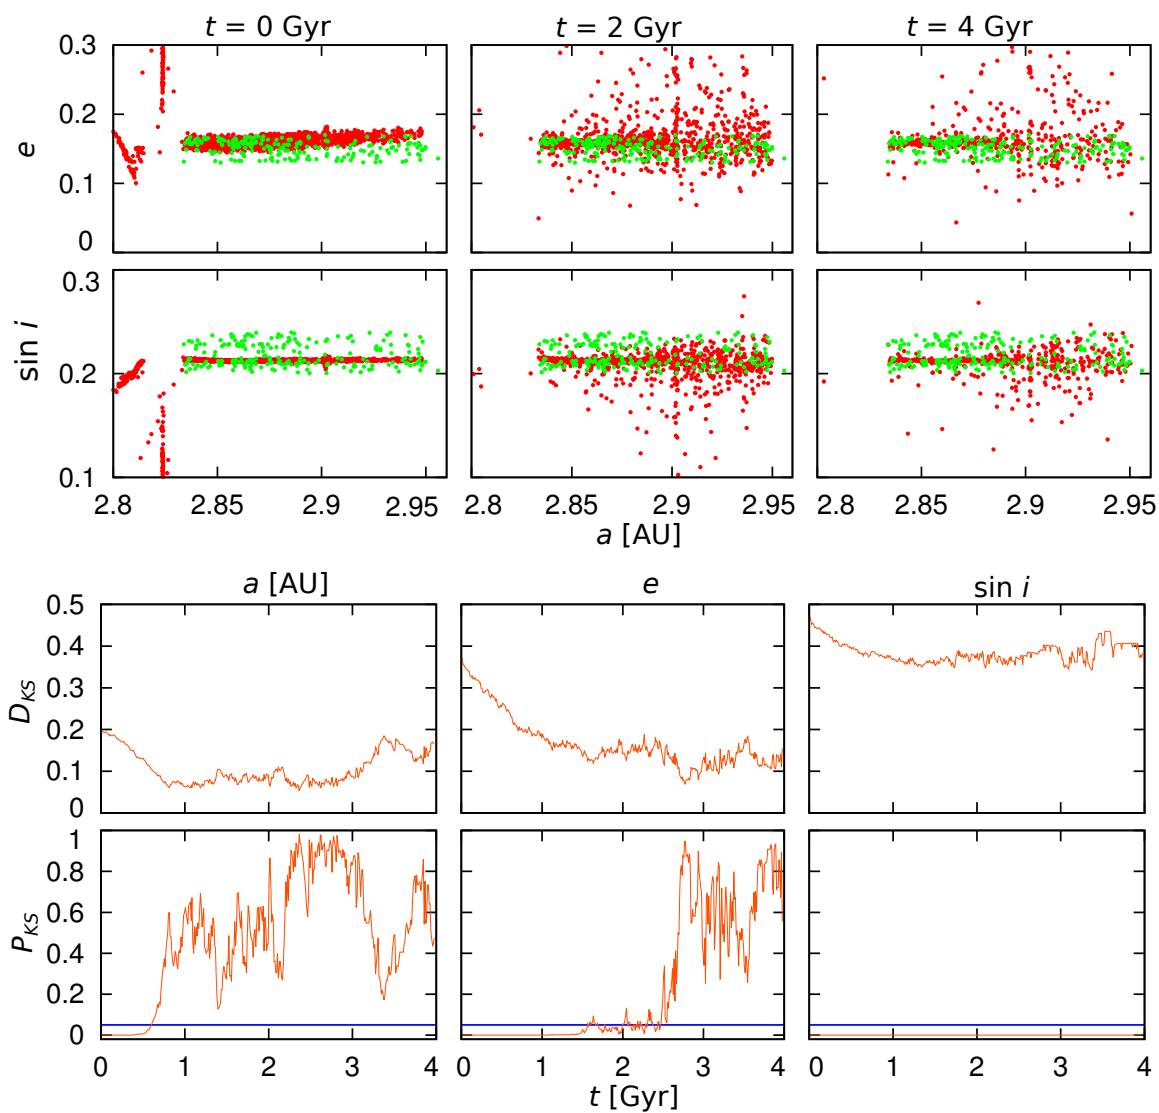 t = 0 Gyr t = 2 Gyr t = 4 Gyr
0.3
0.2
e
0.1
0
0.3
sin i
0.2
0.1
2.8 2.85 2.9 2.95 2.8 2.85 2.9 2.95 2.8 2.85 2.9 2.95
a [AU]
a [AU] e sin i
0.5
0.4
0.3
D_KS
0.2
0.1
0
1
0.8
0.6
P_KS
0.4
0.2
0
0 1 2 3 4 0 1 2 3 4 0 1 2 3 4
t [Gyr]